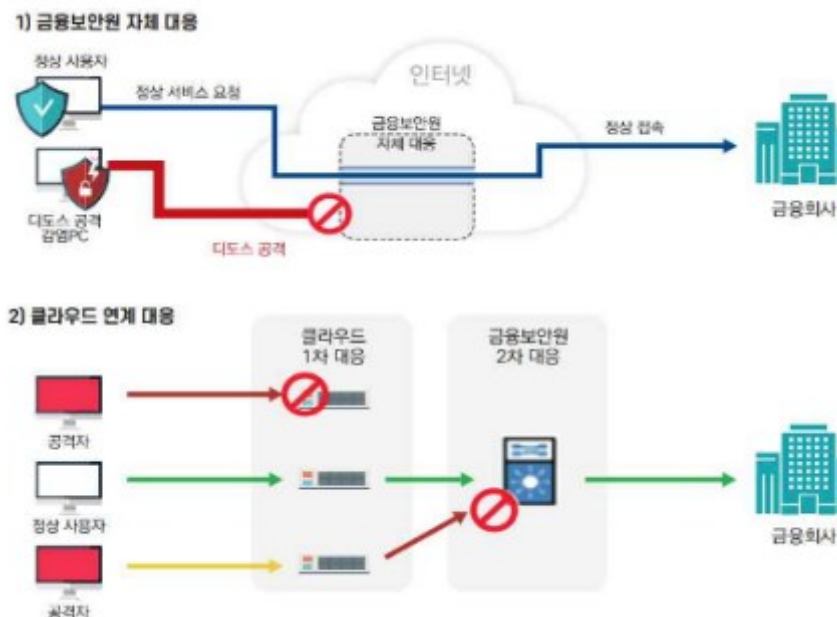 1) 금융보안원 자체 대응
정상 사용자
정상 서비스 요청
인터넷
금융보안원
자체 대응
정상 접속
금융회사
디도스 공격
감염PC
디도스 공격
2) 클라우드 연계 대응
클라우드
1차 대응
금융보안원
2차 대응
공격자
정상 사용자
공격자
금융회사